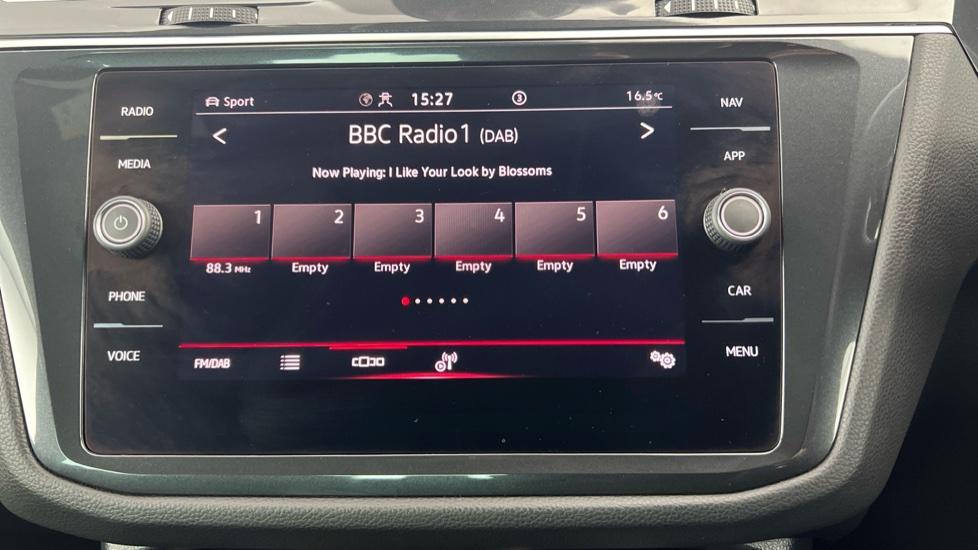 RADIO
MEDIA
PHONE
VOICE
Sport 15:27 3 16.5°C
< BBC Radio1 (DAB) >
Now Playing: I Like Your Look by Blossoms
1 2 3 4 5 6
88.3 MHz Empty Empty Empty Empty Empty
FM/DAB
NAV
APP
CAR
MENU